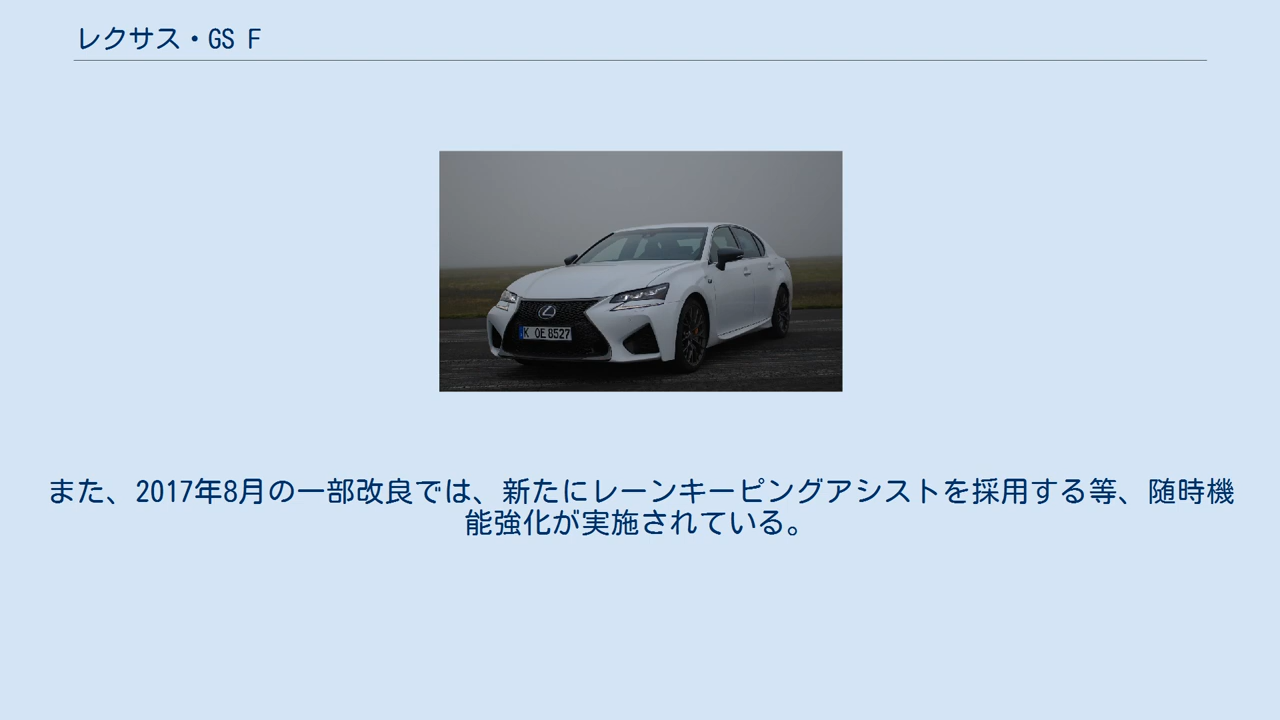 レクサス・GS F
K OE 8527
また、2017年8月の一部改良では、新たにレーンキーピングアシストを採用する等、随時機
能強化が実施されている。